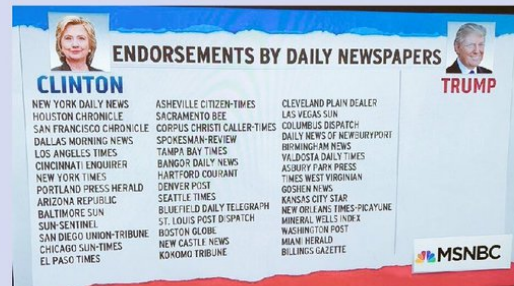 ENDORSEMENTS BY DAILY NEWSPAPERS
CLINTON
TRUMP
NEW YORK DAILY NEWS
HOUSTON CHRONICLE
SAN FRANCISCO CHRONICLE
DALLAS MORNING NEWS
LOS ANGELES TIMES
CINCINNATI ENQUIRER
NEW YORK TIMES
PORTLAND PRESS HERALD
ARIZONA REPUBLIC
BALTIMORE SUN
SUN-SENTINEL
SAN DIEGO UNION-TRIBUNE
CHICAGO SUN-TIMES
EL PASO TIMES
ASHEVILLE CITIZEN-TIMES
SACRAMENTO BEE
CORPUS CHRISTI CALLER-TIMES
SPOKESMAN-REVIEW
TAMPA BAY TIMES
BANGOR DAILY NEWS
HARTFORD COURANT
DENVER POST
SEATTLE TIMES
BLUEFIELD DAILY TELEGRAPH
ST. LOUIS POST DISPATCH
BOSTON GLOBE
NEW CASTLE NEWS
KOKOMO TRIBUNE
CLEVELAND PLAIN DEALER
LAS VEGAS SUN
COLUMBUS DISPATCH
DAILY NEWS OF NEWBURYPORT
BIRMINGHAM NEWS
VALDOSTA DAILY TIMES
ASBURY PARK PRESS
TIMES WEST VIRGINIAN
GOSHEN NEWS
KANSAS CITY STAR
NEW ORLEANS TIMES-PICAYUNE
MINERAL WELLS INDEX
WASHINGTON POST
MIAMI HERALD
BILLINGS GAZETTE
MSNBC